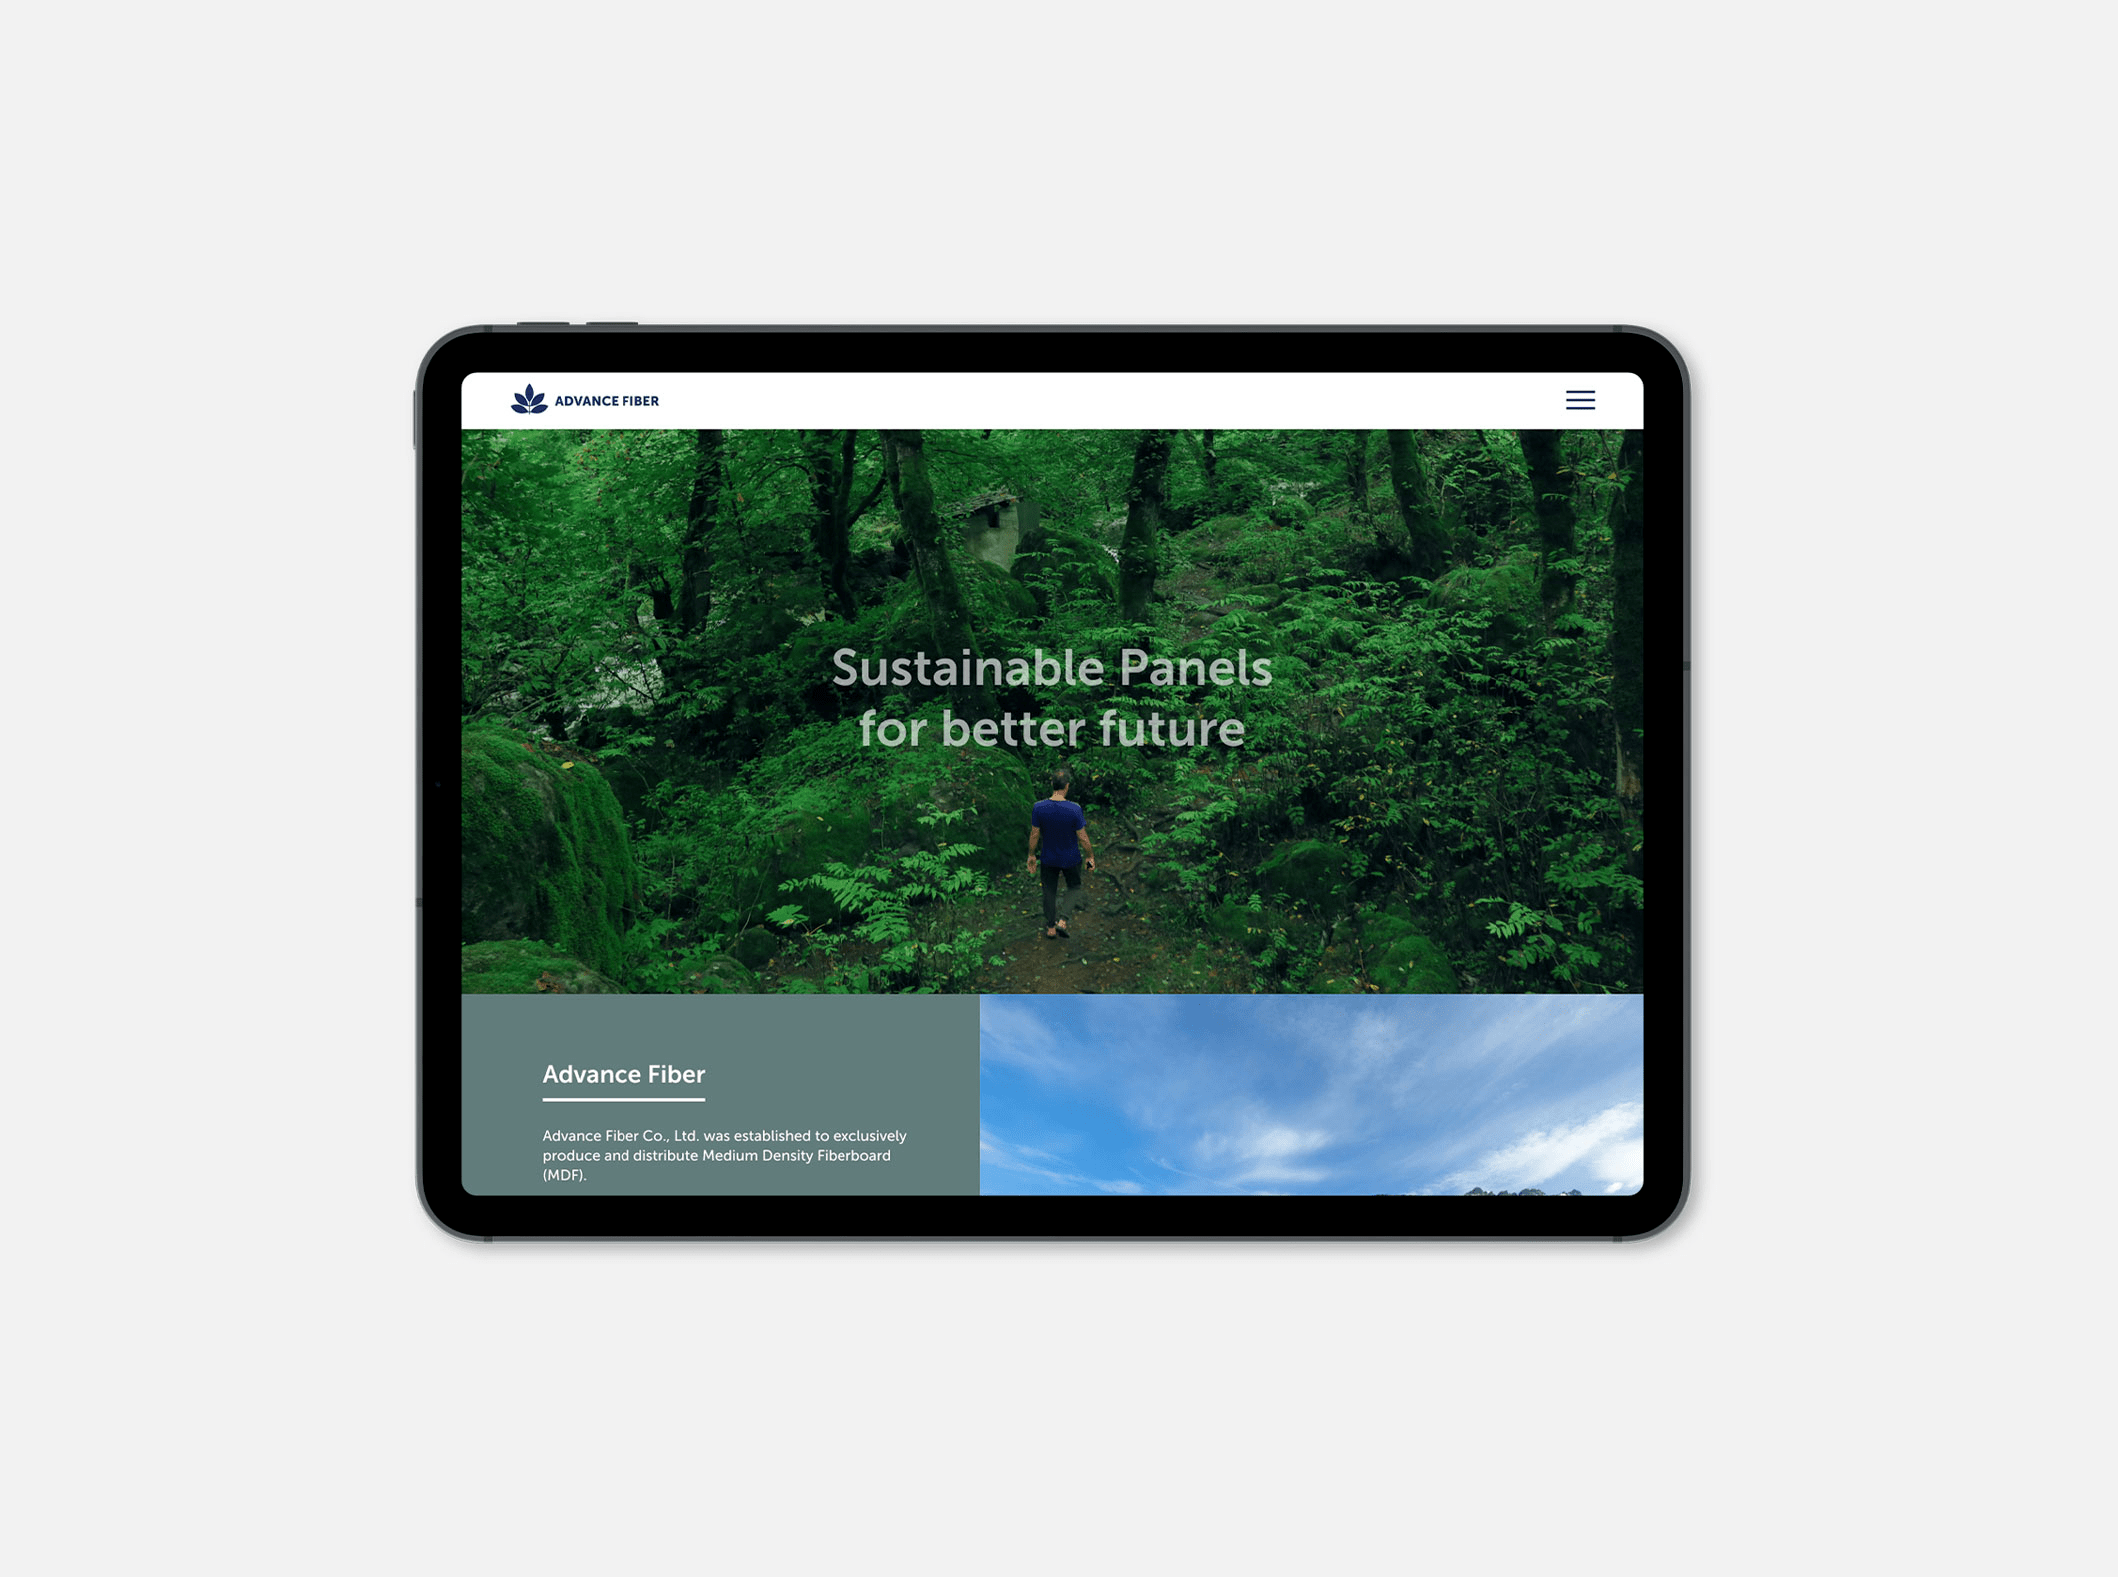 ADVANCE FIBER
Sustainable Panels
for better future
Advance Fiber
Advance Fiber Co., Ltd. was established to exclusively
produce and distribute Medium Density Fiberboard
(MDF).